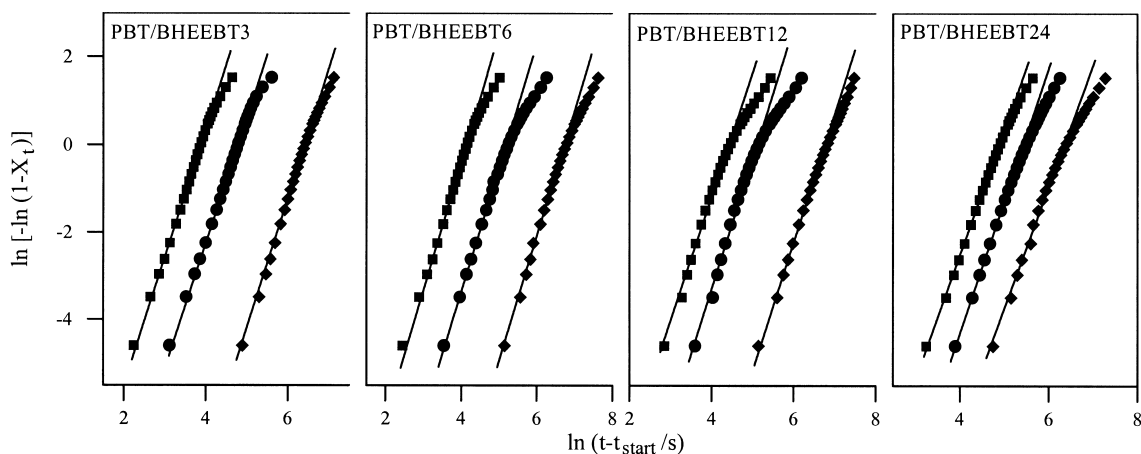 PBT/BHEEBT3 PBT/BHEEBT6 PBT/BHEEBT12 PBT/BHEEBT24
2
0
-2
-4
ln [-ln (1-Xt)]
2 4 6 2 4 6 8 2 4 6 8 4 6 8
ln (t-tstart /s)